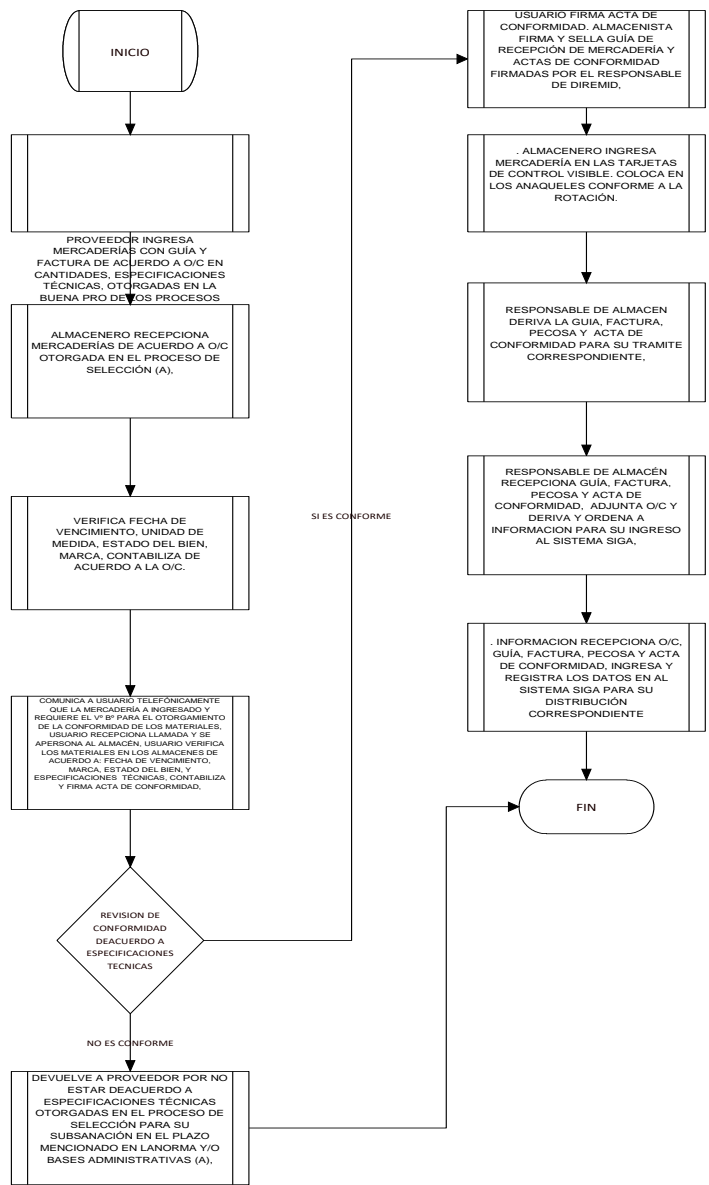 INICIO
PROVEEDOR INGRESA
MERCADERÍAS CON GUÍA Y
FACTURA DE ACUERDO A O/C EN
CANTIDADES, ESPECIFICACIONES
TÉCNICAS, OTORGADAS EN LA
BUENA PRO DE LOS PROCESOS
ALMACENERO RECEPCIONA
MERCADERÍAS DE ACUERDO A O/C
OTORGADA EN EL PROCESO DE
SELECCIÓN (A),
VERIFICA FECHA DE
VENCIMIENTO, UNIDAD DE
MEDIDA, ESTADO DEL BIEN,
MARCA, CONTABILIZA DE
ACUERDO A LA O/C.
COMUNICA A USUARIO TELEFÓNICAMENTE
QUE LA MERCADERÍA A INGRESADO Y
REQUIERE EL Vº Bº PARA EL OTORGAMIENTO
DE LA CONFORMIDAD DE LOS MATERIALES,
USUARIO RECEPCIONA LLAMADA Y SE
APERSONA AL ALMACÉN, USUARIO VERIFICA
LOS MATERIALES EN LOS ALMACENES DE
ACUERDO A: FECHA DE VENCIMIENTO,
MARCA, ESTADO DEL BIEN, Y
ESPECIFICACIONES TÉCNICAS, CONTABILIZA
Y FIRMA ACTA DE CONFORMIDAD,
REVISION DE
CONFORMIDAD
DEACUERDO A
ESPECIFICACIONES
TECNICAS
NO ES CONFORME
DEVUELVE A PROVEEDOR POR NO
ESTAR DEACUERDO A
ESPECIFICACIONES TÉCNICAS
OTORGADAS EN EL PROCESO DE
SELECCIÓN PARA SU
SUBSANACIÓN EN EL PLAZO
MENCIONADO EN LANORMA Y/O
BASES ADMINISTRATIVAS (A),
SI ES CONFORME
USUARIO FIRMA ACTA DE
CONFORMIDAD. ALMACENISTA
FIRMA Y SELLA GUÍA DE
RECEPCIÓN DE MERCADERÍA Y
ACTAS DE CONFORMIDAD
FIRMADAS POR EL RESPONSABLE
DE DIREMID,
. ALMACENERO INGRESA
MERCADERÍA EN LAS TARJETAS
DE CONTROL VISIBLE. COLOCA EN
LOS ANAQUELES CONFORME A LA
ROTACIÓN.
RESPONSABLE DE ALMACEN
DERIVA LA GUIA, FACTURA,
PECOSA Y ACTA DE
CONFORMIDAD PARA SU TRAMITE
CORRESPONDIENTE,
RESPONSABLE DE ALMACÉN
RECEPCIONA GUÍA, FACTURA,
PECOSA Y ACTA DE
CONFORMIDAD, ADJUNTA O/C Y
DERIVA Y ORDENA A
INFORMACION PARA SU INGRESO
AL SISTEMA SIGA,
. INFORMACION RECEPCIONA O/C,
GUÍA, FACTURA, PECOSA Y ACTA
DE CONFORMIDAD, INGRESA Y
REGISTRA LOS DATOS EN AL
SISTEMA SIGA PARA SU
DISTRIBUCIÓN
CORRESPONDIENTE
FIN